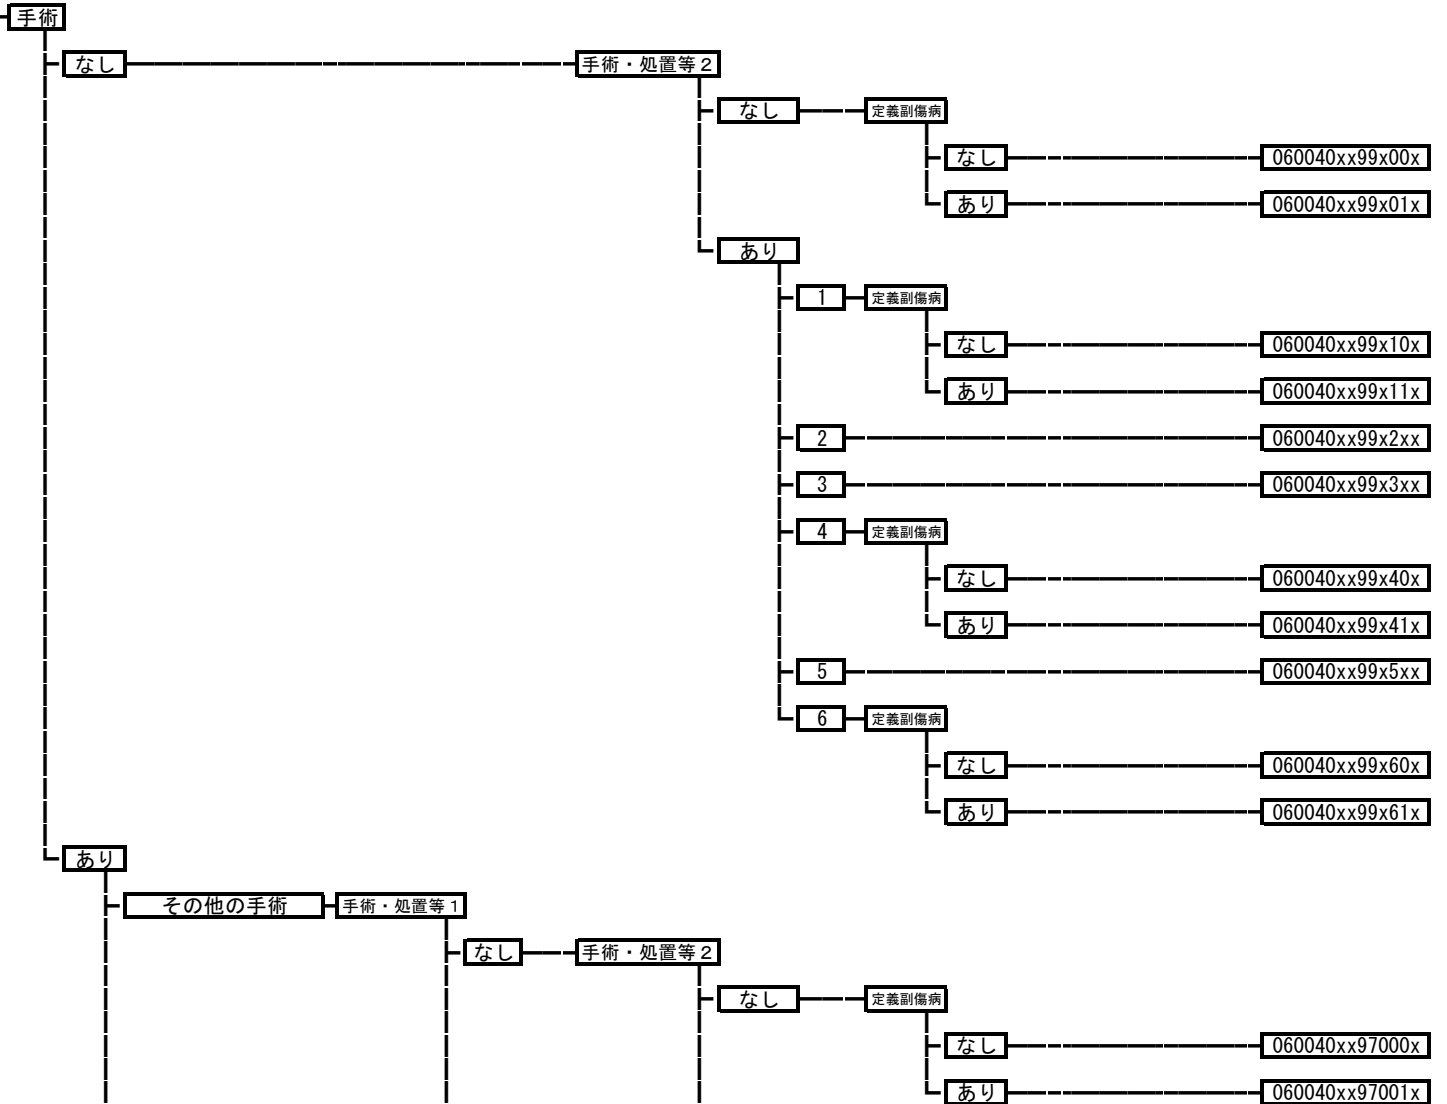 手術
なし 手術・処置等2
なし 定義副傷病
なし 060040xx99x00x
あり 060040xx99x01x
あり
1 定義副傷病
なし 060040xx99x10x
あり 060040xx99x11x
2 060040xx99x2xx
3 060040xx99x3xx
4 定義副傷病
なし 060040xx99x40x
あり 060040xx99x41x
5 060040xx99x5xx
6 定義副傷病
なし 060040xx99x60x
あり 060040xx99x61x
あり
その他の手術 手術・処置等1
なし 手術・処置等2
なし 定義副傷病
なし 060040xx97000x
あり 060040xx97001x